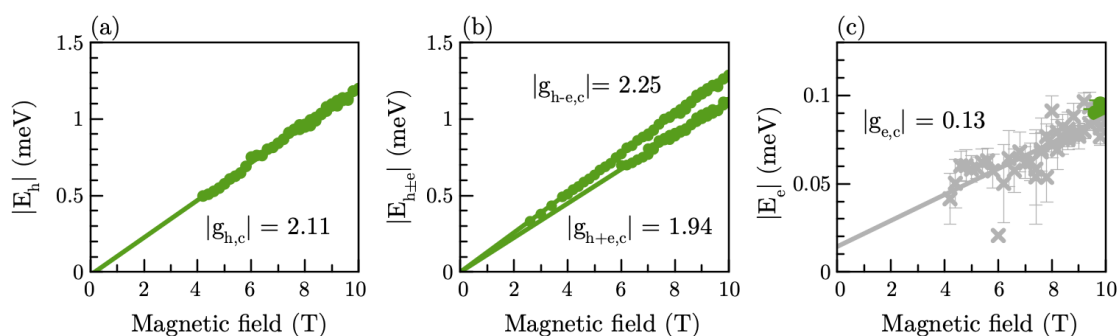 (a)
1.5
1
0.5
0
|E_h| (meV)
|g_h,c| = 2.11
0 2 4 6 8 10
Magnetic field (T)
(b)
1.5
1
0.5
0
|E_h±e| (meV)
|g_h-e,c|= 2.25
|g_h+e,c| = 1.94
0 2 4 6 8 10
Magnetic field (T)
(c)
0.1
0.05
0
|E_e| (meV)
|g_e,c| = 0.13
0 2 4 6 8 10
Magnetic field (T)